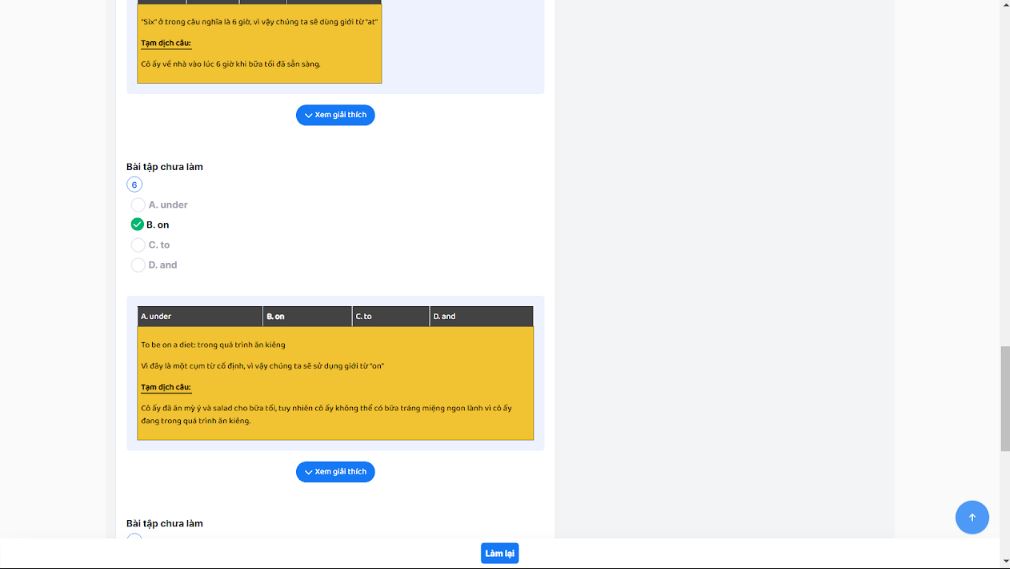 "Six" ở trong câu nghĩa là 6 giờ, vì vậy chúng ta sẽ dùng giới từ "at"
Tạm dịch câu:
Cô ấy về nhà vào lúc 6 giờ khi bữa tối đã sẵn sàng.
Xem giải thích
Bài tập chưa làm
6
A. under
B. on
C. to
D. and
A. under B. on C. to D. and
To be on a diet: trong quá trình ăn kiêng
Vì đây là một cụm từ cố định, vì vậy chúng ta sẽ sử dụng giới từ "on"
Tạm dịch câu:
Cô ấy đã ăn mỳ ý và salad cho bữa tối, tuy nhiên cô ấy không thể có bữa tráng miệng ngon lành vì cô ấy
đang trong quá trình ăn kiêng.
Xem giải thích
Bài tập chưa làm
Làm lại